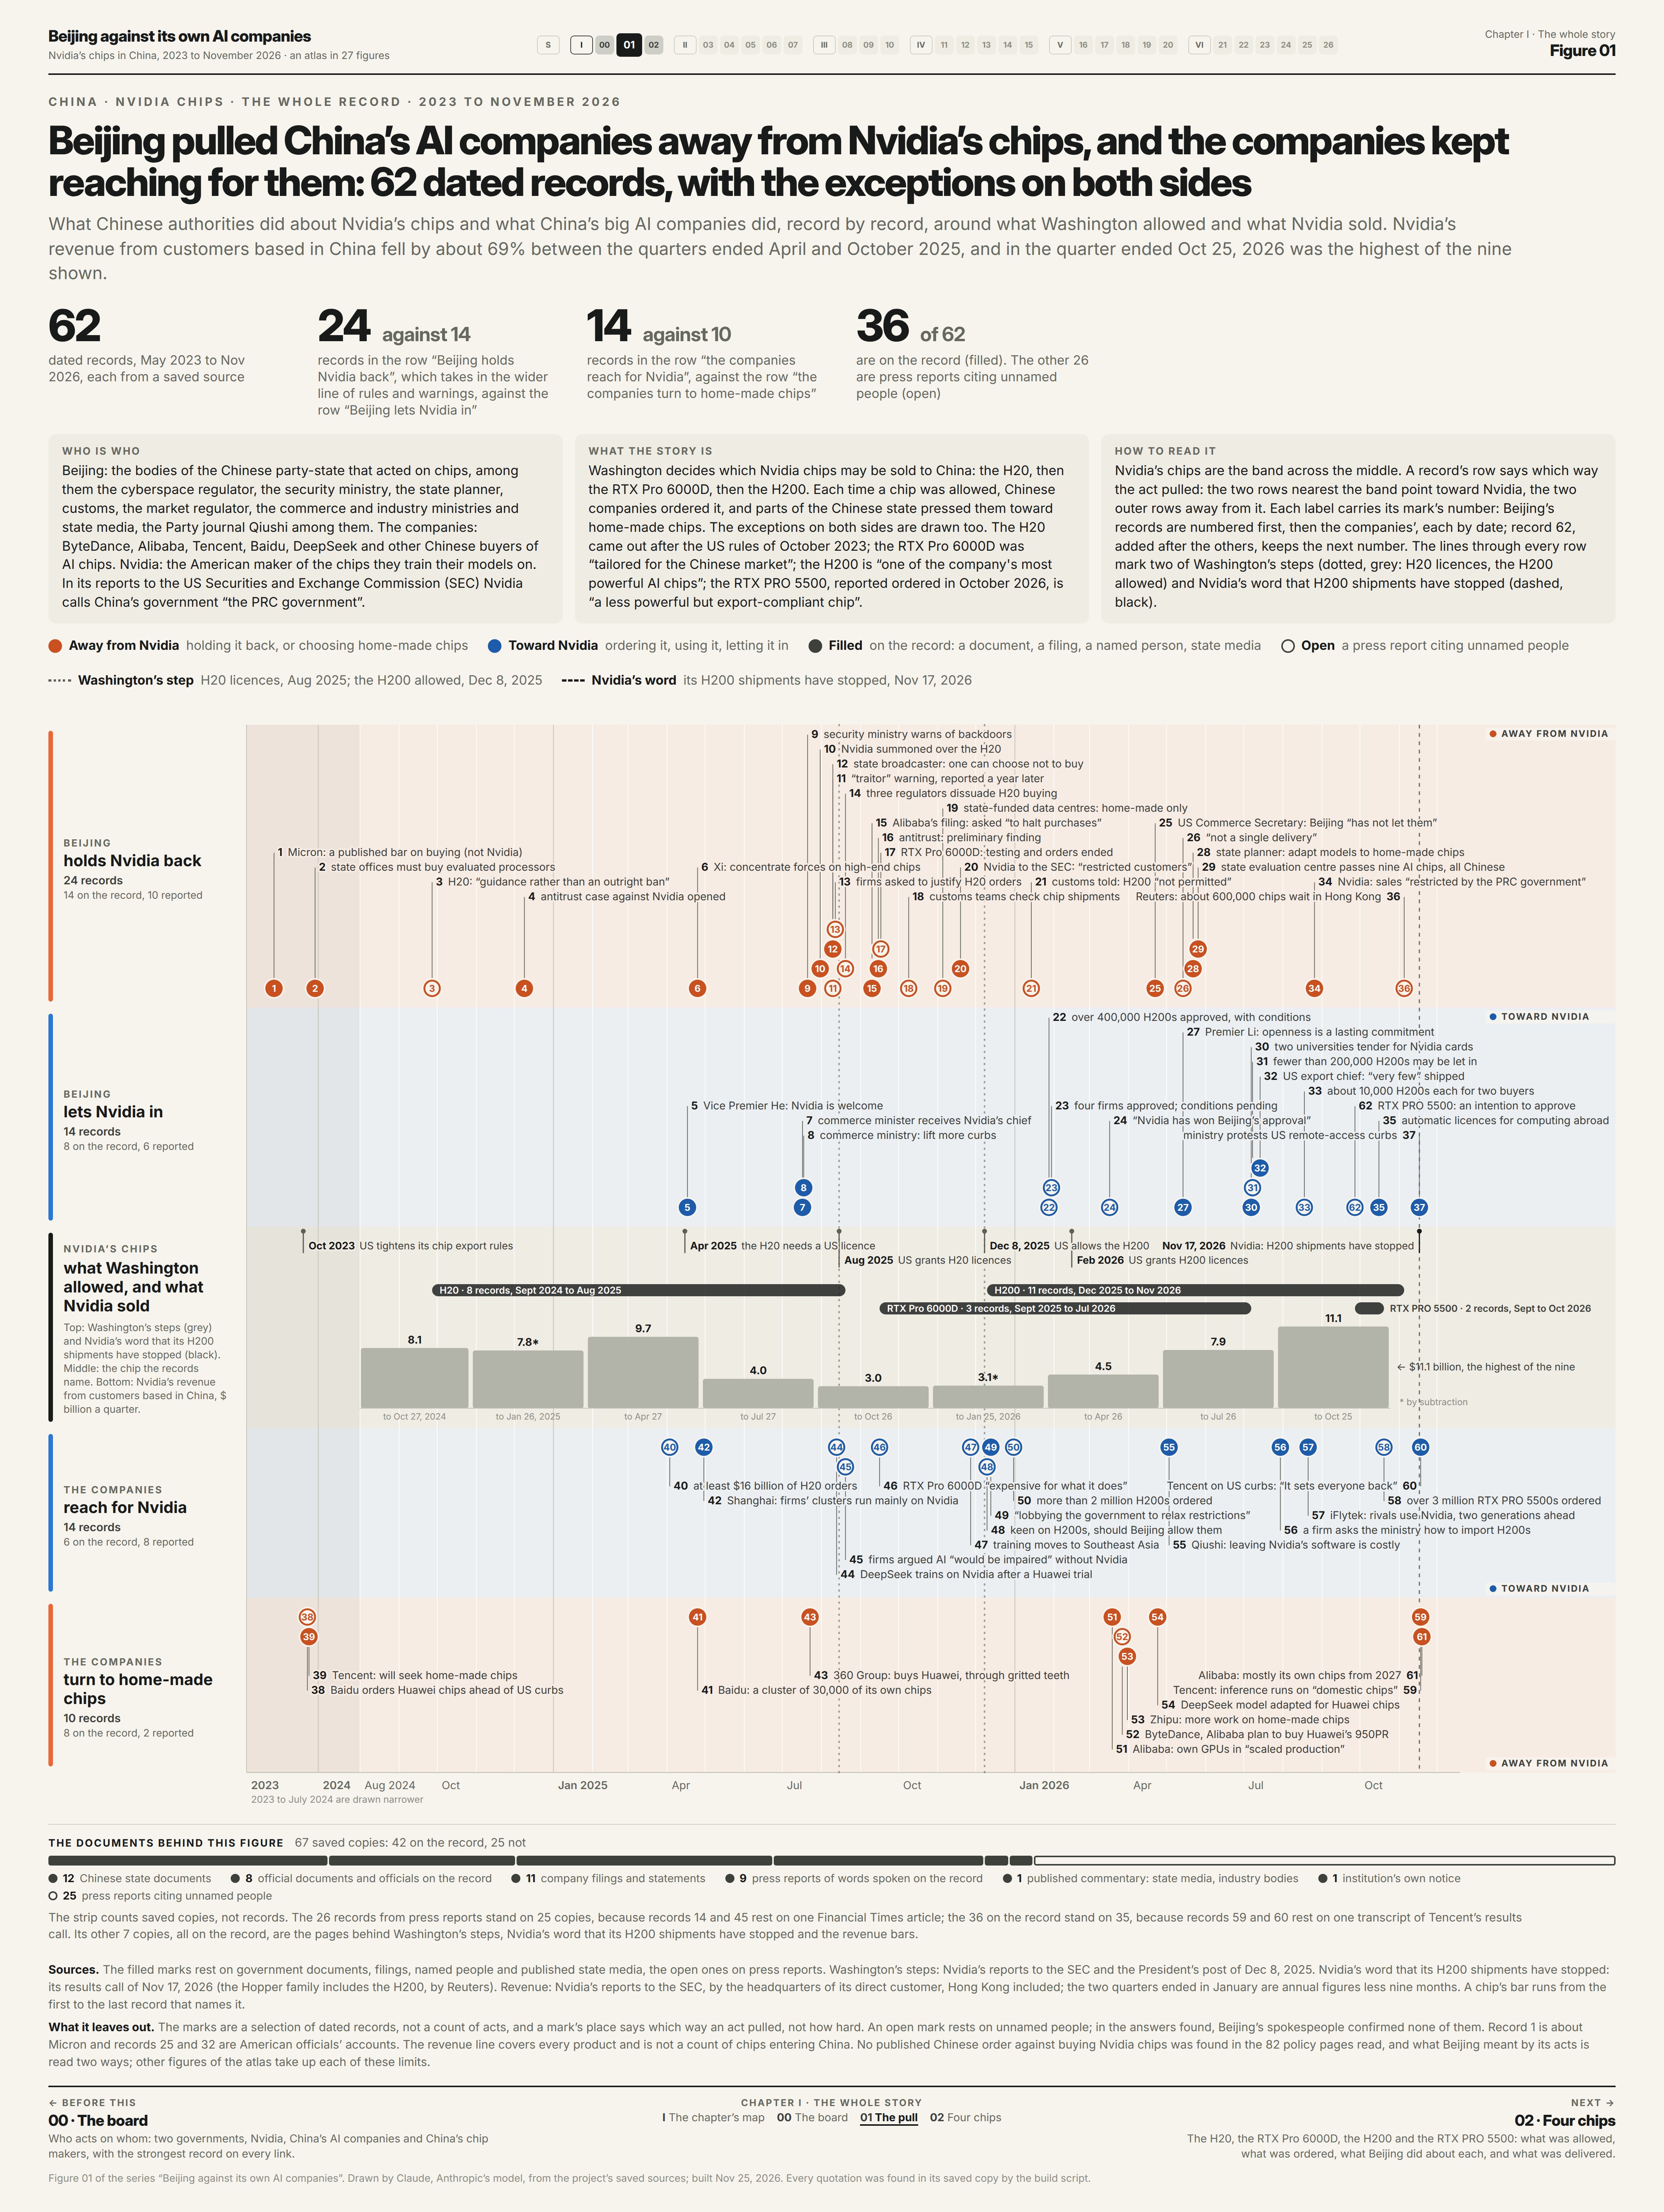 Beijing against its own AI companies
Nvidia’s chips in China, 2023 to November 2026 · an atlas in 27 figures
S I 00 01 02 II 03 04 05 06 07 III 08 09 10 IV 11 12 13 14 15 V 16 17 18 19 20 VI 21 22 23 24 25 26
Chapter I · The whole story
Figure 01
CHINA · NVIDIA CHIPS · THE WHOLE RECORD · 2023 TO NOVEMBER 2026
Beijing pulled China’s AI companies away from Nvidia’s chips, and the companies kept
reaching for them: 62 dated records, with the exceptions on both sides
What Chinese authorities did about Nvidia’s chips and what China’s big AI companies did, record by record, around what Washington allowed and what Nvidia sold. Nvidia’s
revenue from customers based in China fell by about 69% between the quarters ended April and October 2025, and in the quarter ended Oct 25, 2026 was the highest of the nine
shown.
62
dated records, May 2023 to Nov
2026, each from a saved source
24 against 14
records in the row “Beijing holds
Nvidia back”, which takes in the wider
line of rules and warnings, against the
row “Beijing lets Nvidia in”
14 against 10
records in the row “the companies
reach for Nvidia”, against the row “the
companies turn to home-made chips”
36 of 62
are on the record (filled). The other 26
are press reports citing unnamed
people (open)
WHO IS WHO
Beijing: the bodies of the Chinese party-state that acted on chips, among
them the cyberspace regulator, the security ministry, the state planner,
customs, the market regulator, the commerce and industry ministries and
state media, the Party journal Qiushi among them. The companies:
ByteDance, Alibaba, Tencent, Baidu, DeepSeek and other Chinese buyers of
AI chips. Nvidia: the American maker of the chips they train their models on.
In its reports to the US Securities and Exchange Commission (SEC) Nvidia
calls China’s government “the PRC government”.
WHAT THE STORY IS
Washington decides which Nvidia chips may be sold to China: the H20, then
the RTX Pro 6000D, then the H200. Each time a chip was allowed, Chinese
companies ordered it, and parts of the Chinese state pressed them toward
home-made chips. The exceptions on both sides are drawn too. The H20
came out after the US rules of October 2023; the RTX Pro 6000D was
“tailored for the Chinese market”; the H200 is “one of the company's most
powerful AI chips”; the RTX PRO 5500, reported ordered in October 2026, is
“a less powerful but export-compliant chip”.
HOW TO READ IT
Nvidia’s chips are the band across the middle. A record’s row says which way
the act pulled: the two rows nearest the band point toward Nvidia, the two
outer rows away from it. Each label carries its mark’s number: Beijing’s
records are numbered first, then the companies’, each by date; record 62,
added after the others, keeps the next number. The lines through every row
mark two of Washington’s steps (dotted, grey: H20 licences, the H200
allowed) and Nvidia’s word that H200 shipments have stopped (dashed,
black).
Away from Nvidia holding it back, or choosing home-made chips
Toward Nvidia ordering it, using it, letting it in
Filled on the record: a document, a filing, a named person, state media
Open a press report citing unnamed people
Washington’s step H20 licences, Aug 2025; the H200 allowed, Dec 8, 2025
Nvidia’s word its H200 shipments have stopped, Nov 17, 2026
AWAY FROM NVIDIA
BEIJING
holds Nvidia back
24 records
14 on the record, 10 reported
9 security ministry warns of backdoors
10 Nvidia summoned over the H20
12 state broadcaster: one can choose not to buy
11 “traitor” warning, reported a year later
14 three regulators dissuade H20 buying
19 state-funded data centres: home-made only
15 Alibaba’s filing: asked “to halt purchases”
25 US Commerce Secretary: Beijing “has not let them”
16 antitrust: preliminary finding
26 “not a single delivery”
1 Micron: a published bar on buying (not Nvidia)
17 RTX Pro 6000D: testing and orders ended
28 state planner: adapt models to home-made chips
2 state offices must buy evaluated processors
6 Xi: concentrate forces on high-end chips
20 Nvidia to the SEC: “restricted customers”
29 state evaluation centre passes nine AI chips, all Chinese
3 H20: “guidance rather than an outright ban”
13 firms asked to justify H20 orders
21 customs told: H200 “not permitted”
34 Nvidia: sales “restricted by the PRC government”
4 antitrust case against Nvidia opened
18 customs teams check chip shipments
Reuters: about 600,000 chips wait in Hong Kong 36
13
12 17 29
10 14 16 20 28
1 2 3 4 6 9 11 15 18 19 21 25 26 34 36
TOWARD NVIDIA
BEIJING
lets Nvidia in
14 records
8 on the record, 6 reported
22 over 400,000 H200s approved, with conditions
27 Premier Li: openness is a lasting commitment
30 two universities tender for Nvidia cards
31 fewer than 200,000 H200s may be let in
32 US export chief: “very few” shipped
33 about 10,000 H200s each for two buyers
5 Vice Premier He: Nvidia is welcome
23 four firms approved; conditions pending
62 RTX PRO 5500: an intention to approve
7 commerce minister receives Nvidia’s chief
24 “Nvidia has won Beijing’s approval”
35 automatic licences for computing abroad
8 commerce ministry: lift more curbs
ministry protests US remote-access curbs 37
32
8 23 31
5 7 22 24 27 30 33 62 35 37
NVIDIA’S CHIPS
what Washington
allowed, and what
Nvidia sold
Top: Washington’s steps (grey)
and Nvidia’s word that its H200
shipments have stopped (black).
Middle: the chip the records
name. Bottom: Nvidia’s revenue
from customers based in China, $
billion a quarter.
Oct 2023 US tightens its chip export rules
Apr 2025 the H20 needs a US licence
Dec 8, 2025 US allows the H200
Nov 17, 2026 Nvidia: H200 shipments have stopped
Aug 2025 US grants H20 licences
Feb 2026 US grants H200 licences
H20 · 8 records, Sept 2024 to Aug 2025
H200 · 11 records, Dec 2025 to Nov 2026
RTX Pro 6000D · 3 records, Sept 2025 to Jul 2026
RTX PRO 5500 · 2 records, Sept to Oct 2026
8.1 7.8* 9.7 4.0 3.0 3.1* 4.5 7.9 11.1
← $11.1 billion, the highest of the nine
* by subtraction
to Oct 27, 2024 to Jan 26, 2025 to Apr 27 to Jul 27 to Oct 26 to Jan 25, 2026 to Apr 26 to Jul 26 to Oct 25
THE COMPANIES
reach for Nvidia
14 records
6 on the record, 8 reported
40 42 44 46 47 49 50 55 56 57 58 60
45 48
40 at least $16 billion of H20 orders
46 RTX Pro 6000D “expensive for what it does”
Tencent on US curbs: “It sets everyone back” 60
42 Shanghai: firms’ clusters run mainly on Nvidia
50 more than 2 million H200s ordered
58 over 3 million RTX PRO 5500s ordered
49 “lobbying the government to relax restrictions”
57 iFlytek: rivals use Nvidia, two generations ahead
48 keen on H200s, should Beijing allow them
56 a firm asks the ministry how to import H200s
47 training moves to Southeast Asia
55 Qiushi: leaving Nvidia’s software is costly
45 firms argued AI “would be impaired” without Nvidia
44 DeepSeek trains on Nvidia after a Huawei trial
TOWARD NVIDIA
THE COMPANIES
turn to home-made
chips
10 records
8 on the record, 2 reported
38 41 43 51 54 59
39 52 61
53
39 Tencent: will seek home-made chips
43 360 Group: buys Huawei, through gritted teeth
Alibaba: mostly its own chips from 2027 61
38 Baidu orders Huawei chips ahead of US curbs
41 Baidu: a cluster of 30,000 of its own chips
Tencent: inference runs on “domestic chips” 59
54 DeepSeek model adapted for Huawei chips
53 Zhipu: more work on home-made chips
52 ByteDance, Alibaba plan to buy Huawei’s 950PR
51 Alibaba: own GPUs in “scaled production”
AWAY FROM NVIDIA
2023 2024 Aug 2024 Oct Jan 2025 Apr Jul Oct Jan 2026 Apr Jul Oct
2023 to July 2024 are drawn narrower
THE DOCUMENTS BEHIND THIS FIGURE 67 saved copies: 42 on the record, 25 not
12 Chinese state documents
8 official documents and officials on the record
11 company filings and statements
9 press reports of words spoken on the record
1 published commentary: state media, industry bodies
1 institution’s own notice
25 press reports citing unnamed people
The strip counts saved copies, not records. The 26 records from press reports stand on 25 copies, because records 14 and 45 rest on one Financial Times article; the 36 on the record stand on 35, because records 59 and 60 rest on one transcript of Tencent’s results
call. Its other 7 copies, all on the record, are the pages behind Washington’s steps, Nvidia’s word that its H200 shipments have stopped and the revenue bars.
Sources. The filled marks rest on government documents, filings, named people and published state media, the open ones on press reports. Washington’s steps: Nvidia’s reports to the SEC and the President’s post of Dec 8, 2025. Nvidia’s word that its H200 shipments have stopped:
its results call of Nov 17, 2026 (the Hopper family includes the H200, by Reuters). Revenue: Nvidia’s reports to the SEC, by the headquarters of its direct customer, Hong Kong included; the two quarters ended in January are annual figures less nine months. A chip’s bar runs from the
first to the last record that names it.
What it leaves out. The marks are a selection of dated records, not a count of acts, and a mark’s place says which way an act pulled, not how hard. An open mark rests on unnamed people; in the answers found, Beijing’s spokespeople confirmed none of them. Record 1 is about
Micron and records 25 and 32 are American officials’ accounts. The revenue line covers every product and is not a count of chips entering China. No published Chinese order against buying Nvidia chips was found in the 82 policy pages read, and what Beijing meant by its acts is
read two ways; other figures of the atlas take up each of these limits.
← BEFORE THIS
00 · The board
Who acts on whom: two governments, Nvidia, China’s AI companies and China’s chip
makers, with the strongest record on every link.
CHAPTER I · THE WHOLE STORY
I The chapter’s map 00 The board 01 The pull 02 Four chips
NEXT →
02 · Four chips
The H20, the RTX Pro 6000D, the H200 and the RTX PRO 5500: what was allowed,
what was ordered, what Beijing did about each, and what was delivered.
Figure 01 of the series “Beijing against its own AI companies”. Drawn by Claude, Anthropic’s model, from the project’s saved sources; built Nov 25, 2026. Every quotation was found in its saved copy by the build script.